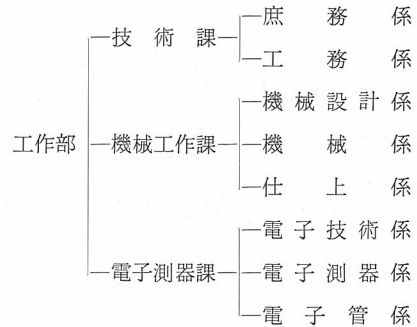 庶務係
技術課
工務係
機械設計係
工作部
機械工作課
機械係
仕上係
電子技術係
電子測器課
電子測器係
電子管係